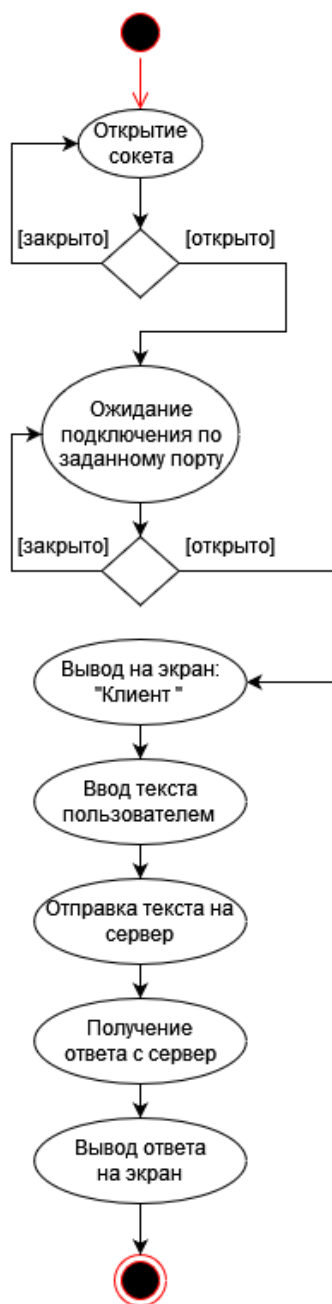 Открытие
сокета
[закрыто]
[открыто]
Ожидание
подключения по
заданному порту
[закрыто]
[открыто]
Вывод на экран:
"Клиент "
Ввод текста
пользователем
Отправка текста на
сервер
Получение
ответа с сервер
Вывод ответа
на экран